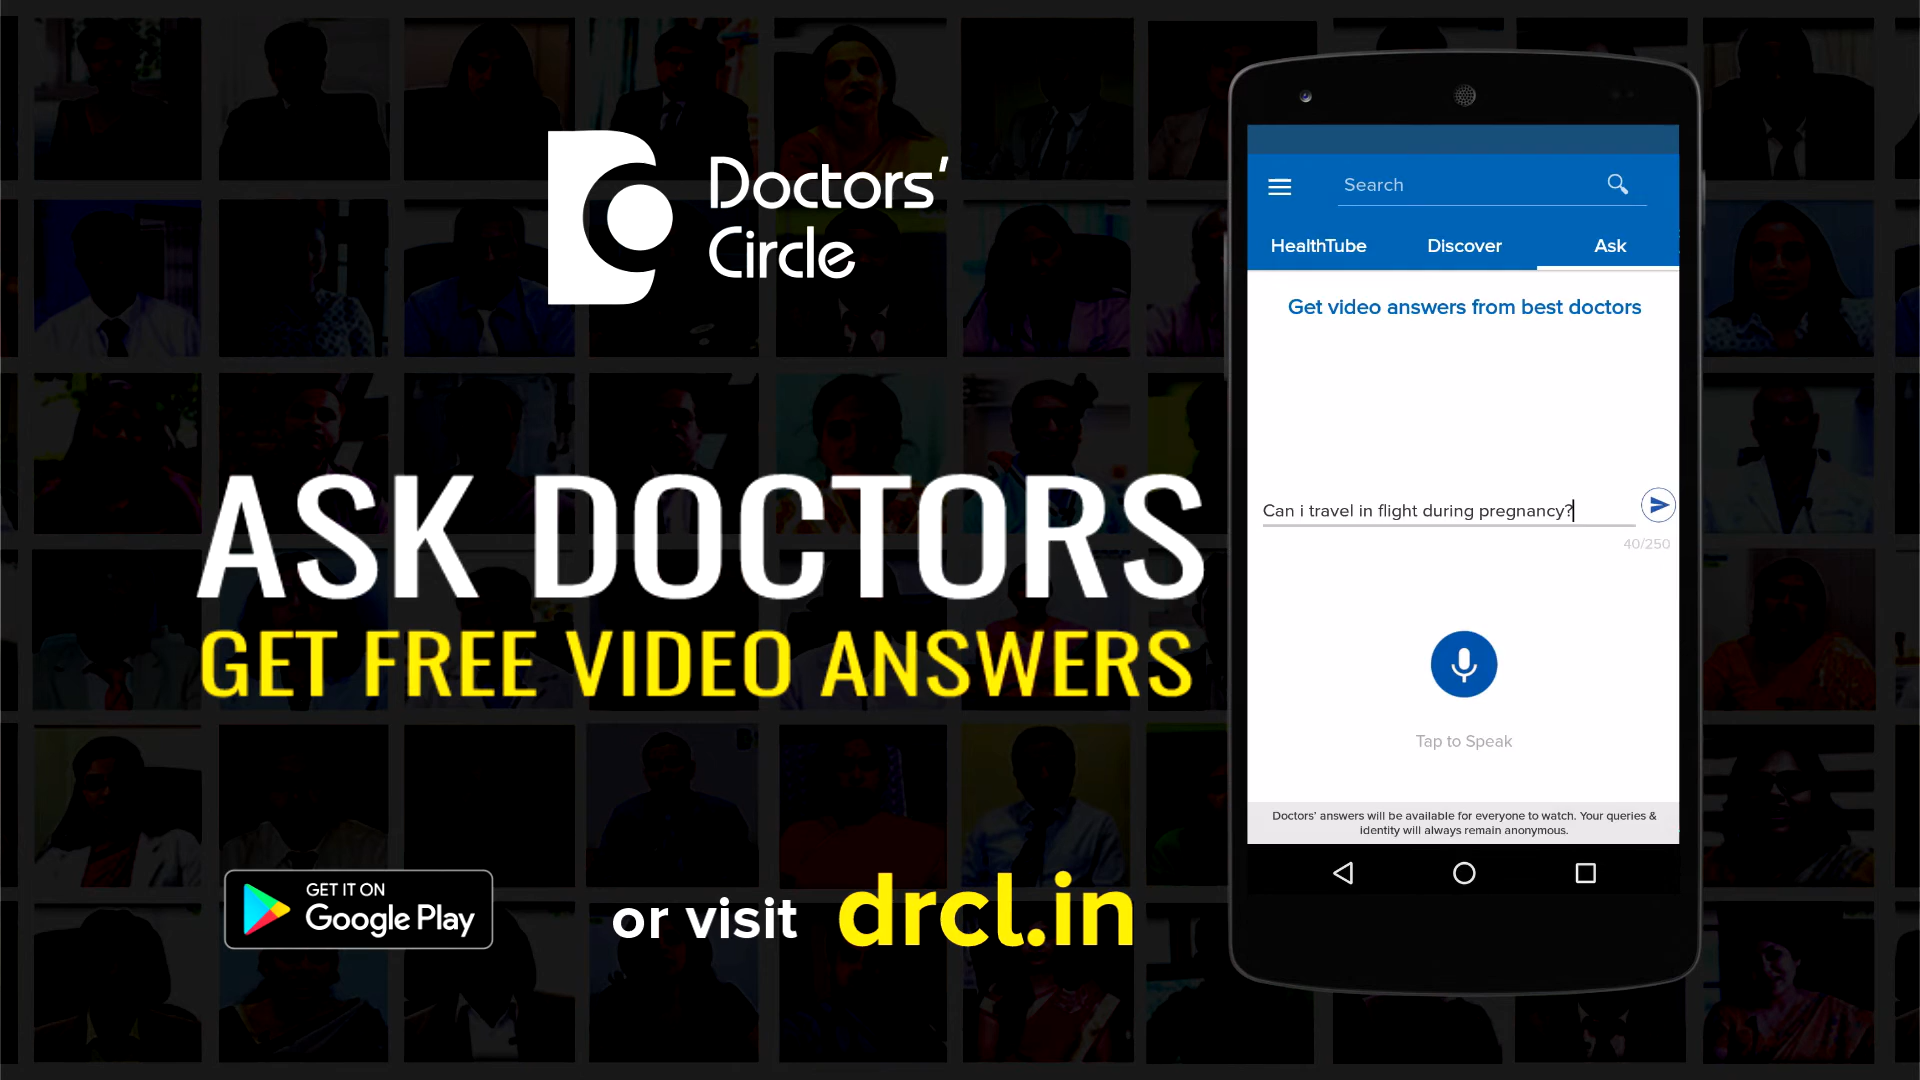 Doctors'
Circle
ASK DOCTORS
GET FREE VIDEO ANSWERS
GET IT ON
Google Play
or visit drcl.in
Search
HealthTube Discover Ask
Get video answers from best doctors
Can i travel in flight during pregnancy?
40/250
Tap to Speak
Doctors' answers will be available for everyone to watch. Your queries &
identity will always remain anonymous.